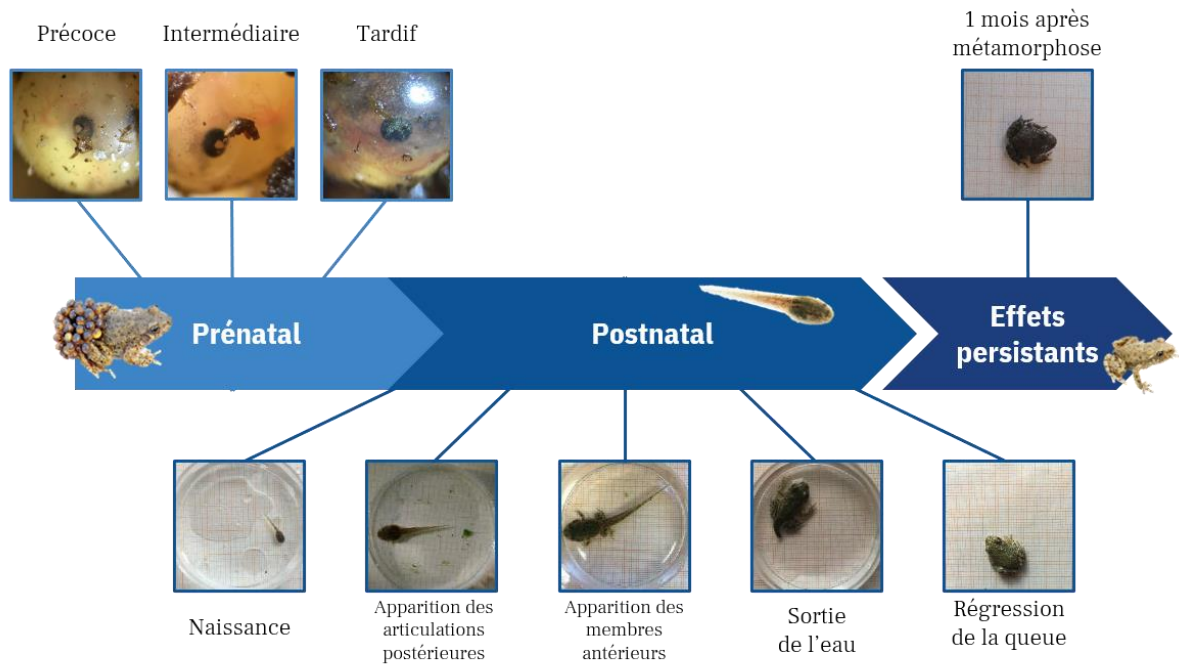 Précoce
Intermédiaire
Tardif
1 mois après
métamorphose
Prénatal
Postnatal
Effets
persistants
Naissance
Apparition des
articulations
postérieures
Apparition des
membres
antérieurs
Sortie
de l'eau
Régression
de la queue